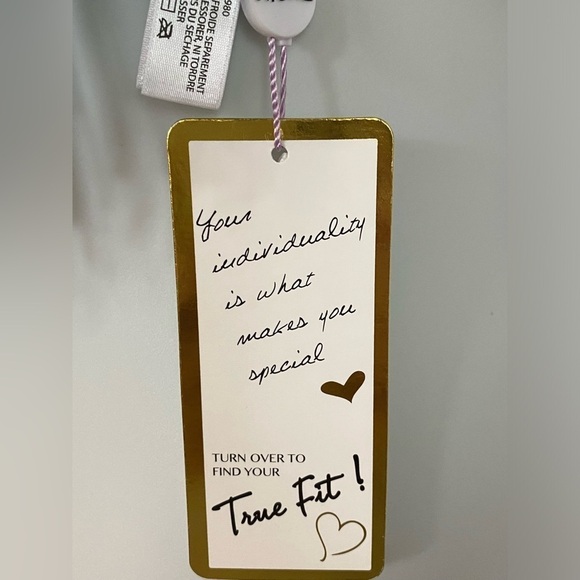 980
FROIDE SEPAREMENT
ESSORER, NI TORDRE
DU SECHAGE
Your
individuality
is what
makes you
special
TURN OVER TO
FIND YOUR
True Fit!